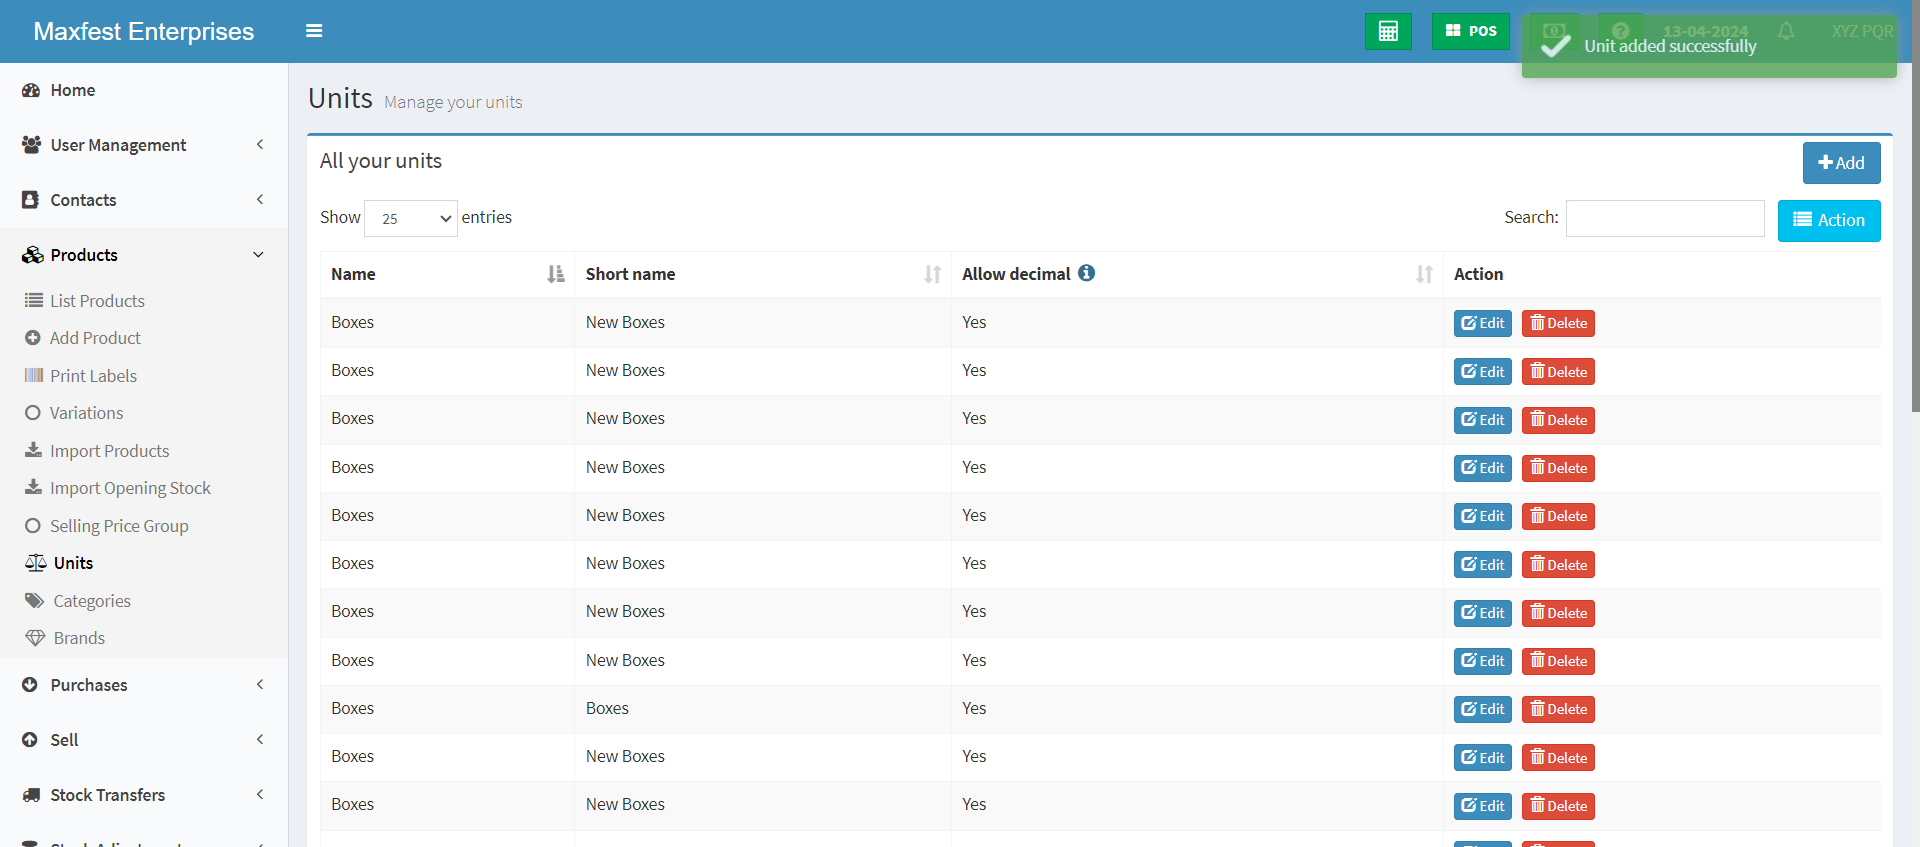 Maxfest Enterprises
POS
13-04-2024
XYZ PQR
Unit added successfully
Home
User Management
Contacts
Products
List Products
Add Product
Print Labels
Variations
Import Products
Import Opening Stock
Selling Price Group
Units
Categories
Brands
Purchases
Sell
Stock Transfers
Stock Adjustment
Units Manage your units
All your units
Add
Show 25 entries
Search:
Action
Name Short name Allow decimal Action
Boxes New Boxes Yes Edit Delete
Boxes New Boxes Yes Edit Delete
Boxes New Boxes Yes Edit Delete
Boxes New Boxes Yes Edit Delete
Boxes New Boxes Yes Edit Delete
Boxes New Boxes Yes Edit Delete
Boxes New Boxes Yes Edit Delete
Boxes New Boxes Yes Edit Delete
Boxes Boxes Yes Edit Delete
Boxes New Boxes Yes Edit Delete
Boxes New Boxes Yes Edit Delete